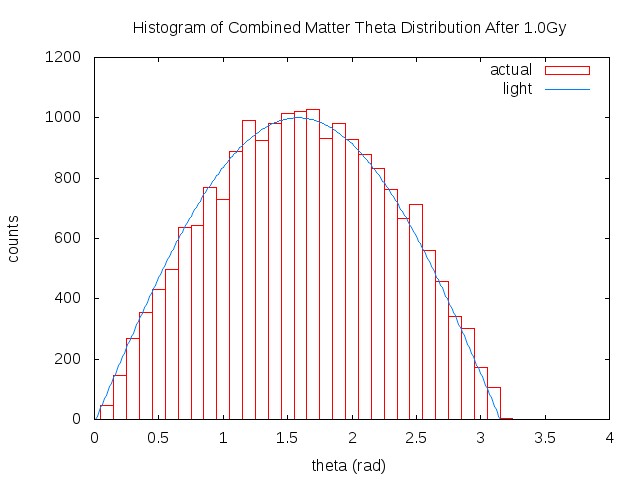 Histogram of Combined Matter Theta Distribution After 1.0Gy
1200
1000
800
600
400
200
0
counts
actual
light
0 0.5 1 1.5 2 2.5 3 3.5 4
theta (rad)